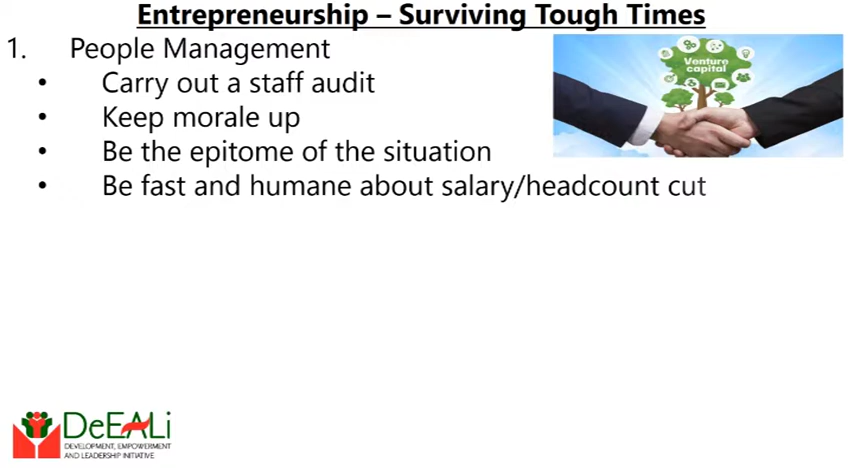 Entrepreneurship – Surviving Tough Times
1. People Management
• Carry out a staff audit
• Keep morale up
• Be the epitome of the situation
• Be fast and humane about salary/headcount cut
Venture
capital
DeEALi
DEVELOPMENT, EMPOWERMENT
AND LEADERSHIP INITIATIVE